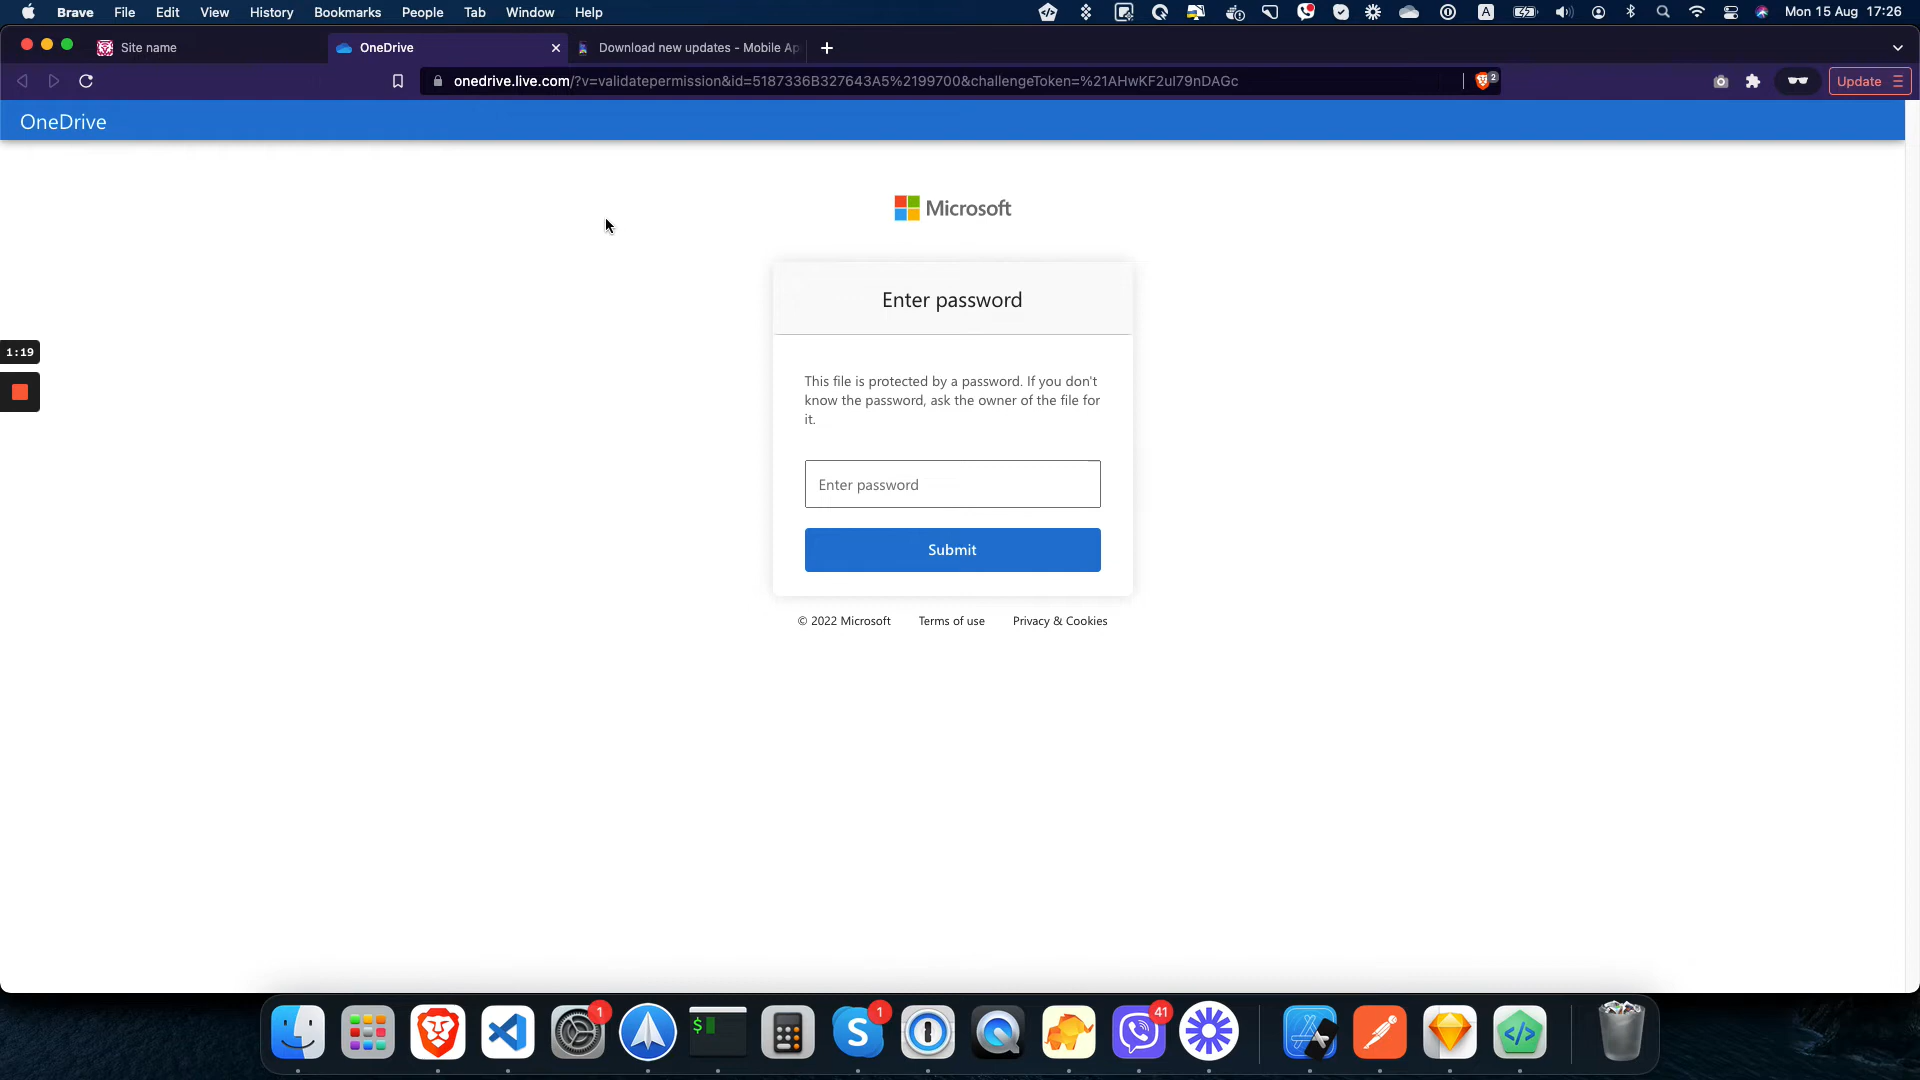 Brave File Edit View History Bookmarks People Tab Window Help
A
Mon 15 Aug 17:26
Site name
OneDrive
Download new updates - Mobile Ap
onedrive.live.com/?v=validatepermission&id=5187336B327643A5%2199700&challengeToken=%21AHwKF2uI79nDAGc
2
Update
OneDrive
Microsoft
Enter password
This file is protected by a password. If you don't
know the password, ask the owner of the file for
it.
1:19
Enter password
Submit
© 2022 Microsoft Terms of use Privacy & Cookies
1
$
S
1
41